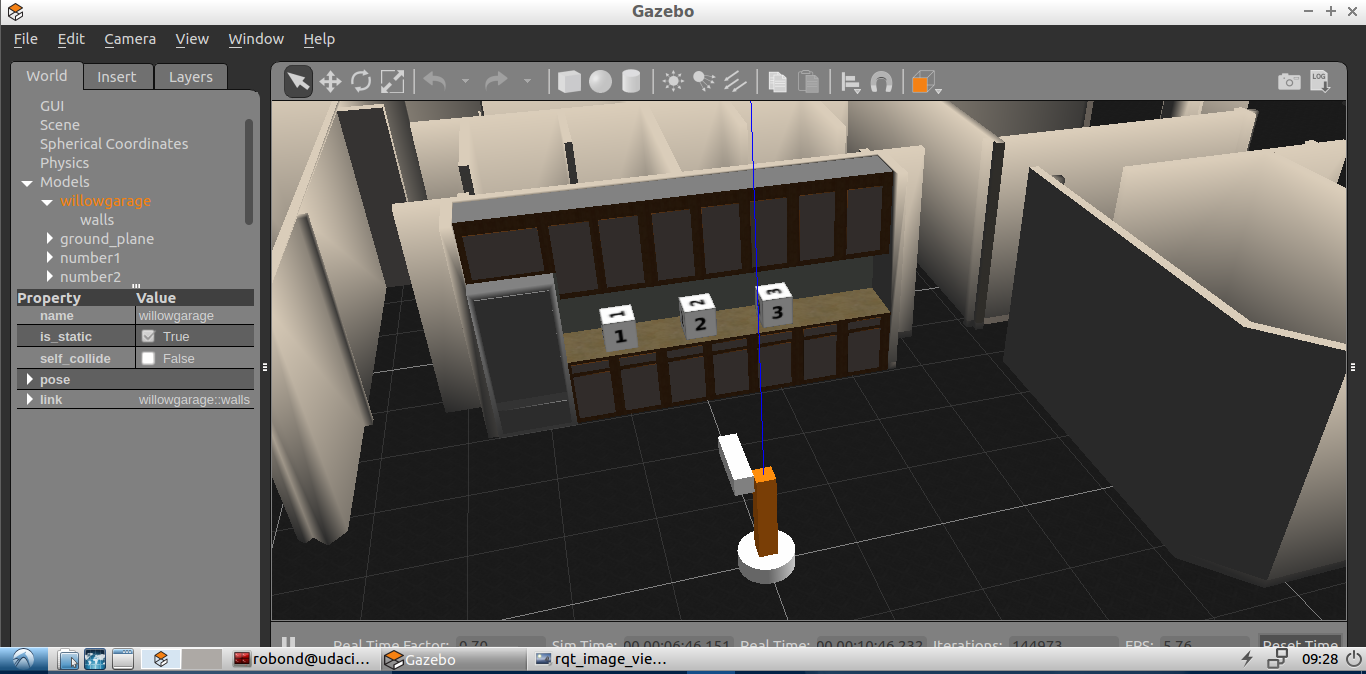 Gazebo
File Edit Camera View Window Help
World Insert Layers
LOG
GUI
Scene
Spherical Coordinates
Physics
Models
willowgarage
walls
ground_plane
number1
number2
Property Value
name willowgarage
is_static True
self_collide False
pose
link willowgarage::walls
1 2 3
1 2 3
Real Time Factor: 0.70 Sim Time: 00 00:06:46.151 Real Time: 00 00:10:46.232 Iterations: 144973 FPS: 5.76 Reset Time
robond@udaci... Gazebo rqt_image_vie... 09:28